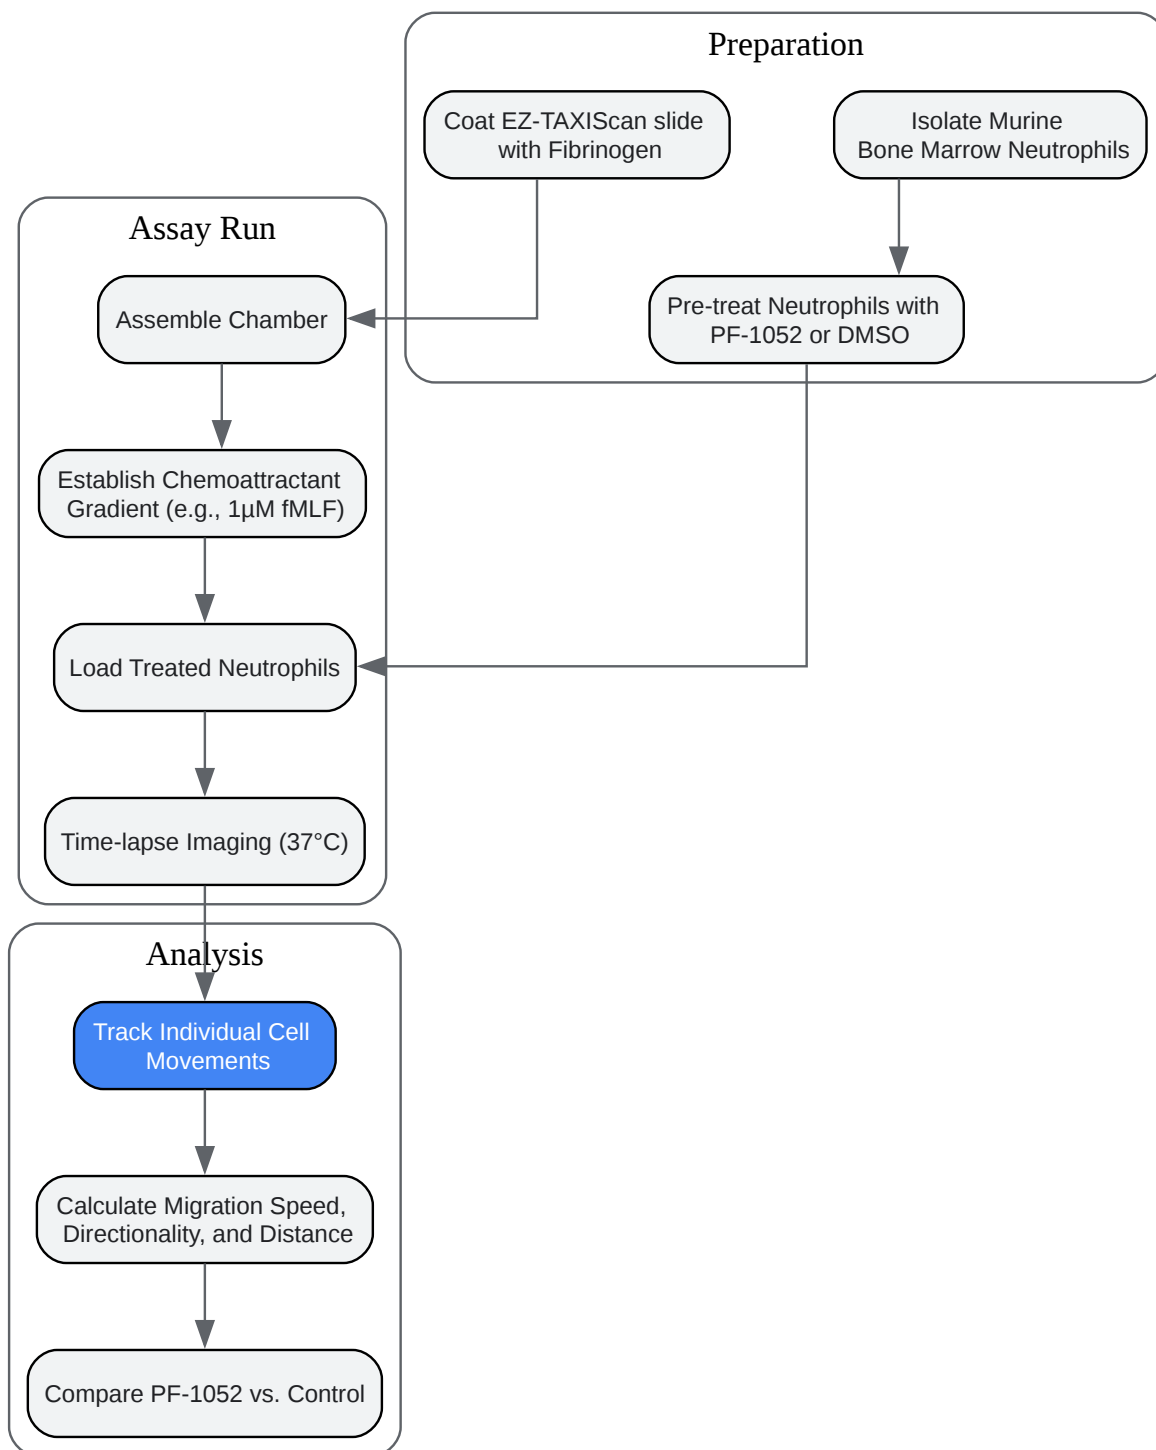 Preparation
Coat EZ-TAXIScan slide
with Fibrinogen
Isolate Murine
Bone Marrow Neutrophils
Pre-treat Neutrophils with
PF-1052 or DMSO
Assay Run
Assemble Chamber
Establish Chemoattractant
Gradient (e.g., 1µM fMLF)
Load Treated Neutrophils
Time-lapse Imaging (37°C)
Analysis
Track Individual Cell
Movements
Calculate Migration Speed,
Directionality, and Distance
Compare PF-1052 vs. Control